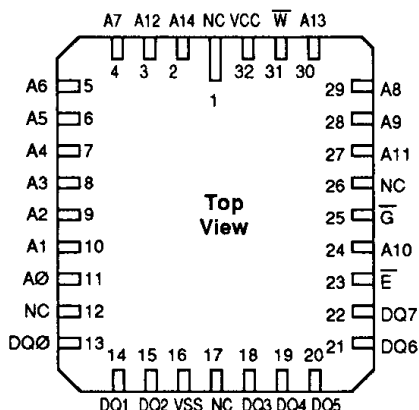 A7 A12 A14 NC VCC W̅ A13
4 3 2 1 32 31 30
A6 5 29 A8
A5 6 28 A9
A4 7 27 A11
A3 8 26 NC
A2 9 25 G̅
A1 10 24 A10
AØ 11 23 E̅
NC 12 22 DQ7
DQØ 13 21 DQ6
Top
View
14 15 16 17 18 19 20
DQ1 DQ2 VSS NC DQ3 DQ4 DQ5